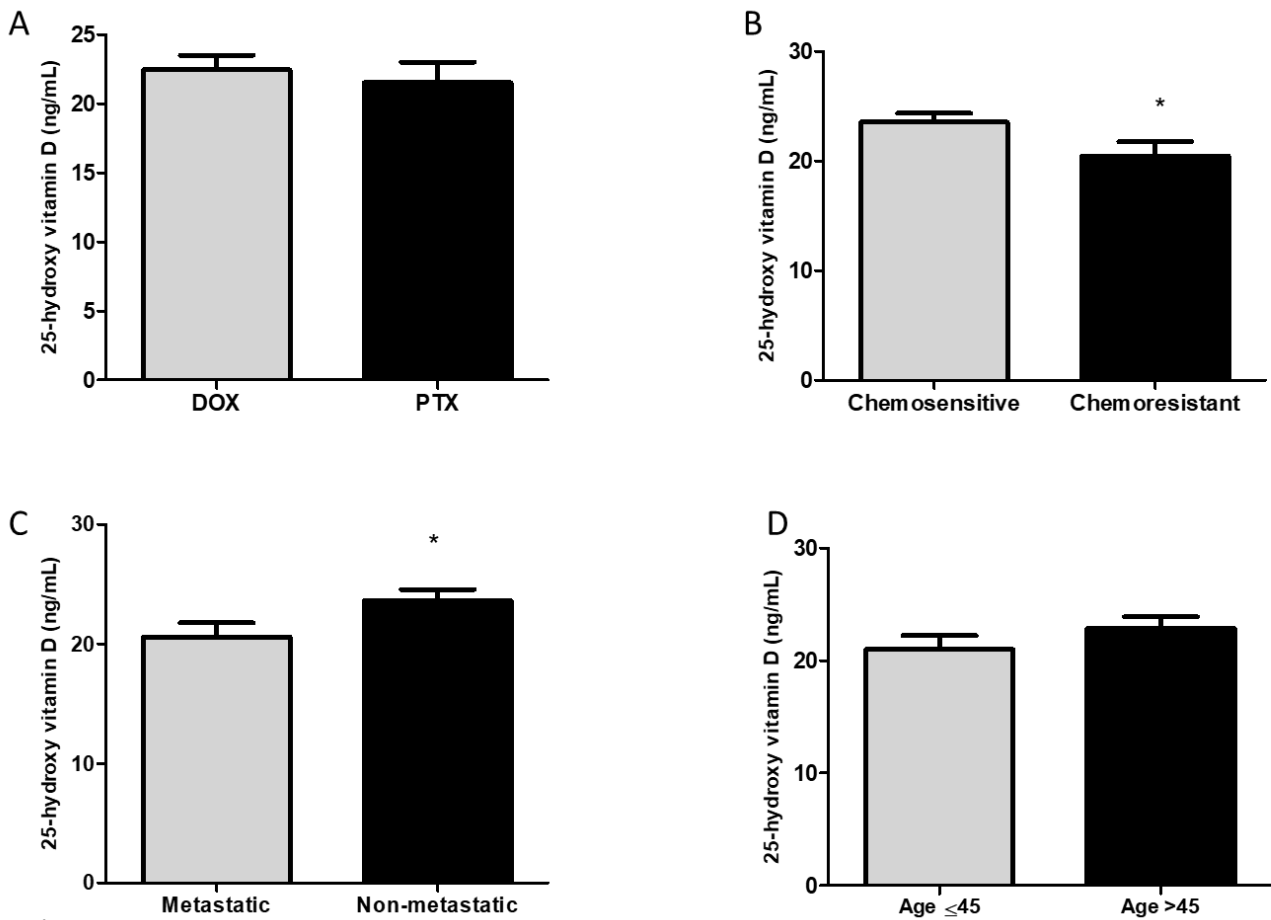 A
25-hydroxy vitamin D (ng/mL)
25
20
15
10
5
0
DOX PTX
B
25-hydroxy vitamin D (ng/mL)
30
20
10
0
*
Chemosensitive Chemoresistant
C
25-hydroxy vitamin D (ng/mL)
30
20
10
0
*
Metastatic Non-metastatic
D
25-hydroxy vitamin D (ng/mL)
30
20
10
0
Age ≤45 Age >45